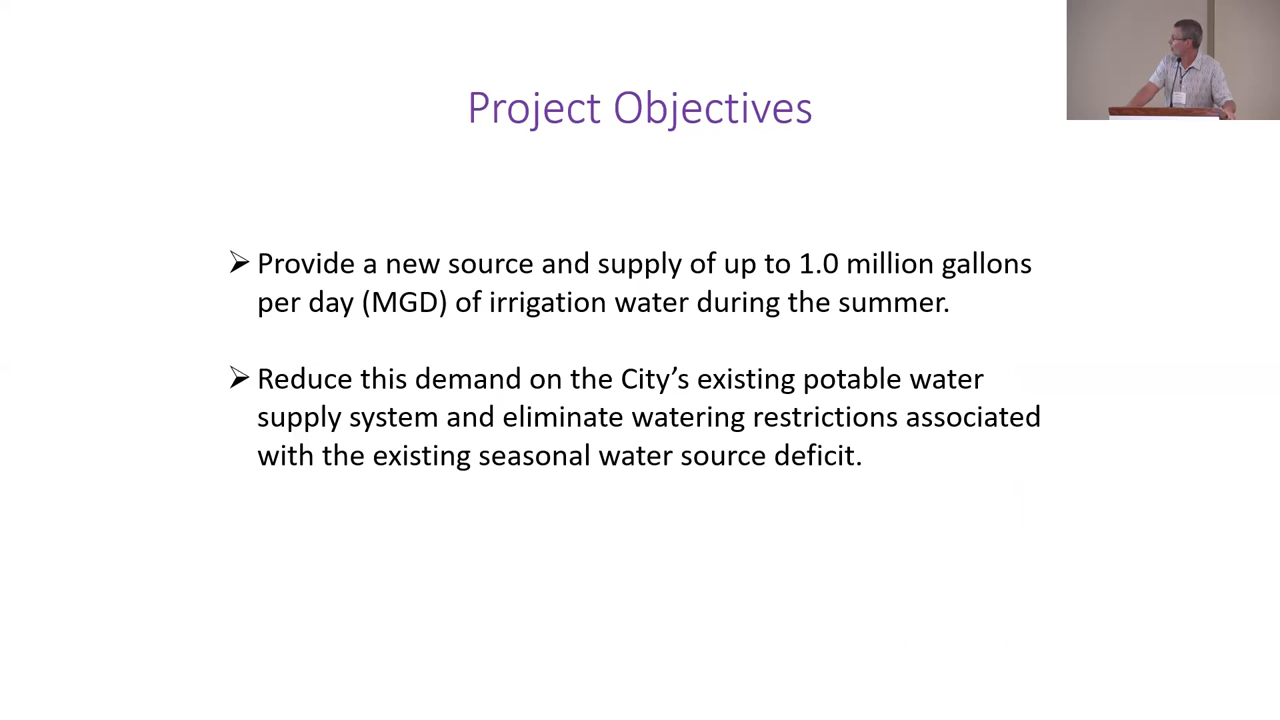 Project Objectives
➢ Provide a new source and supply of up to 1.0 million gallons
per day (MGD) of irrigation water during the summer.
➢ Reduce this demand on the City’s existing potable water
supply system and eliminate watering restrictions associated
with the existing seasonal water source deficit.